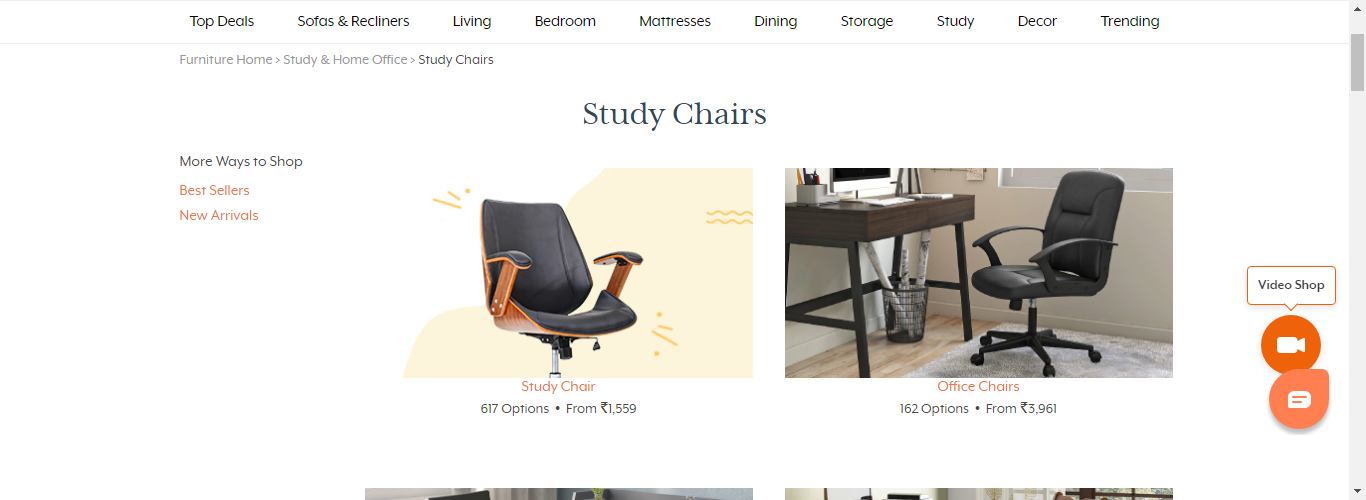 Top Deals Sofas & Recliners Living Bedroom Mattresses Dining Storage Study Decor Trending
Furniture Home > Study & Home Office > Study Chairs
Study Chairs
More Ways to Shop
Best Sellers
New Arrivals
Study Chair
617 Options • From ₹1,559
Office Chairs
162 Options • From ₹3,961
Video Shop